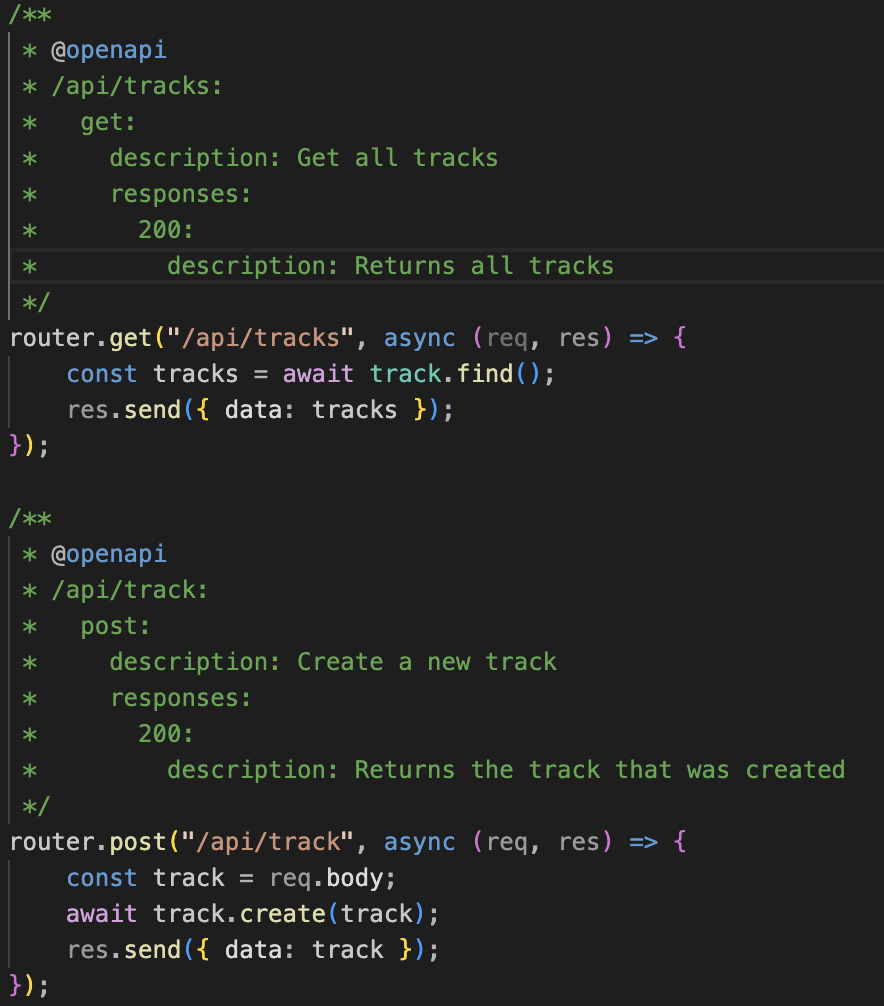 /**
 * @openapi
 * /api/tracks:
 *   get:
 *     description: Get all tracks
 *     responses:
 *       200:
 *         description: Returns all tracks
 */
router.get("/api/tracks", async (req, res) => {
    const tracks = await track.find();
    res.send({ data: tracks });
});

/**
 * @openapi
 * /api/track:
 *   post:
 *     description: Create a new track
 *     responses:
 *       200:
 *         description: Returns the track that was created
 */
router.post("/api/track", async (req, res) => {
    const track = req.body;
    await track.create(track);
    res.send({ data: track });
});